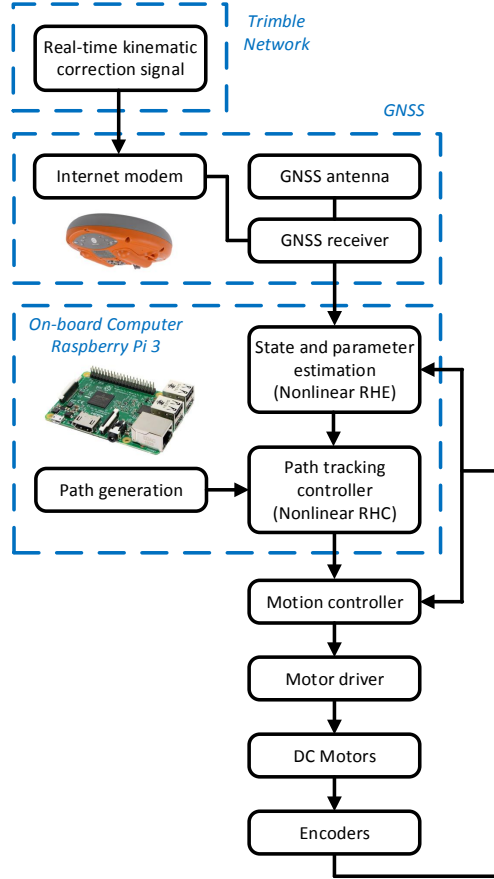 Trimble
Network
Real-time kinematic
correction signal
GNSS
Internet modem
GNSS antenna
GNSS receiver
On-board Computer
Raspberry Pi 3
State and parameter
estimation
(Nonlinear RHE)
Path generation
Path tracking
controller
(Nonlinear RHC)
Motion controller
Motor driver
DC Motors
Encoders